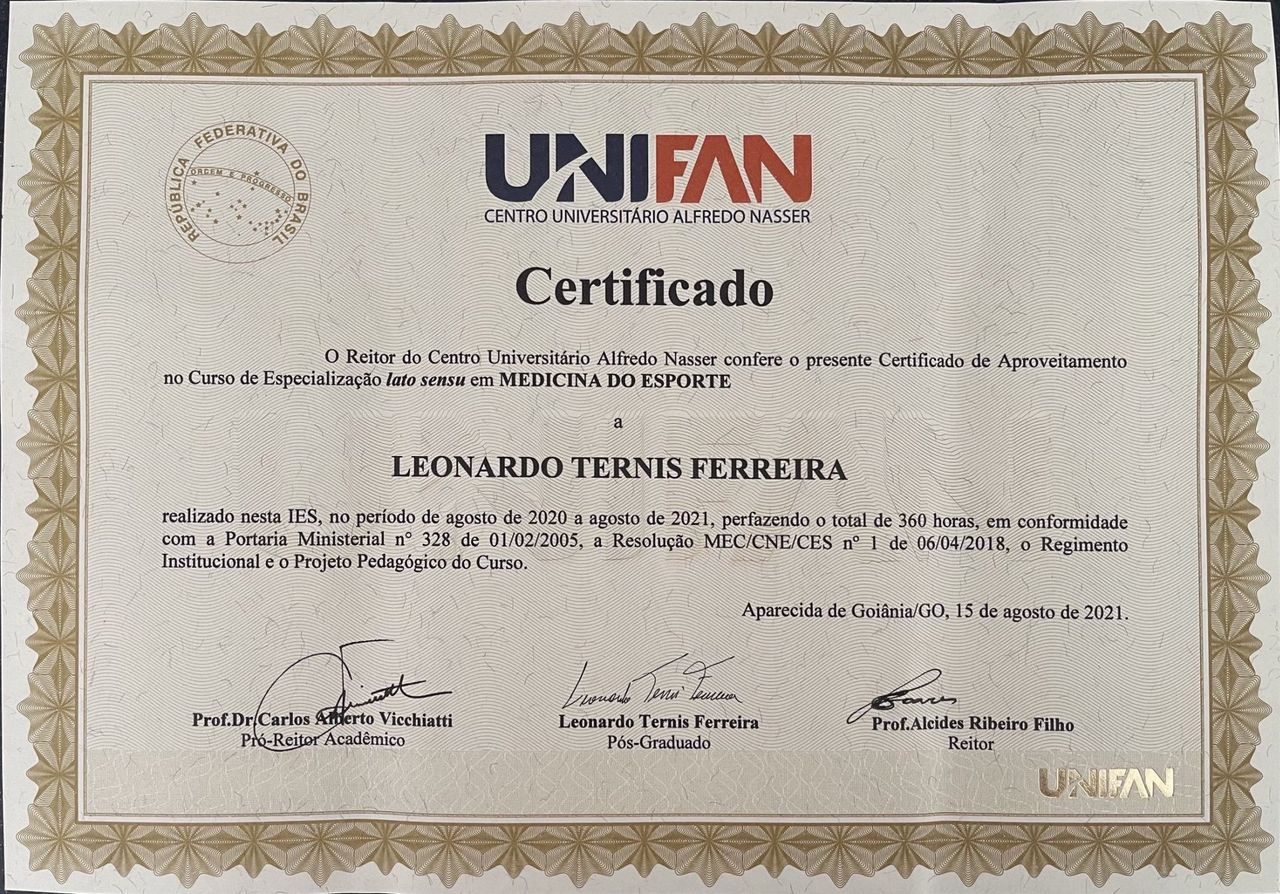 REPÚBLICA FEDERATIVA DO BRASIL
ORDEM E PROGRESSO
UNIFAN
CENTRO UNIVERSITÁRIO ALFREDO NASSER
Certificado
O Reitor do Centro Universitário Alfredo Nasser confere o presente Certificado de Aproveitamento
no Curso de Especialização lato sensu em MEDICINA DO ESPORTE
a
LEONARDO TERNIS FERREIRA
realizado nesta IES, no período de agosto de 2020 a agosto de 2021, perfazendo o total de 360 horas, em conformidade
com a Portaria Ministerial n° 328 de 01/02/2005, a Resolução MEC/CNE/CES n° 1 de 06/04/2018, o Regimento
Institucional e o Projeto Pedagógico do Curso.
Aparecida de Goiânia/GO, 15 de agosto de 2021.
Leonardo Ternis Ferreira
Prof.Dr.Carlos Alberto Vicchiatti
Pró-Reitor Acadêmico
Leonardo Ternis Ferreira
Pós-Graduado
Prof.Alcides Ribeiro Filho
Reitor
UNIFAN